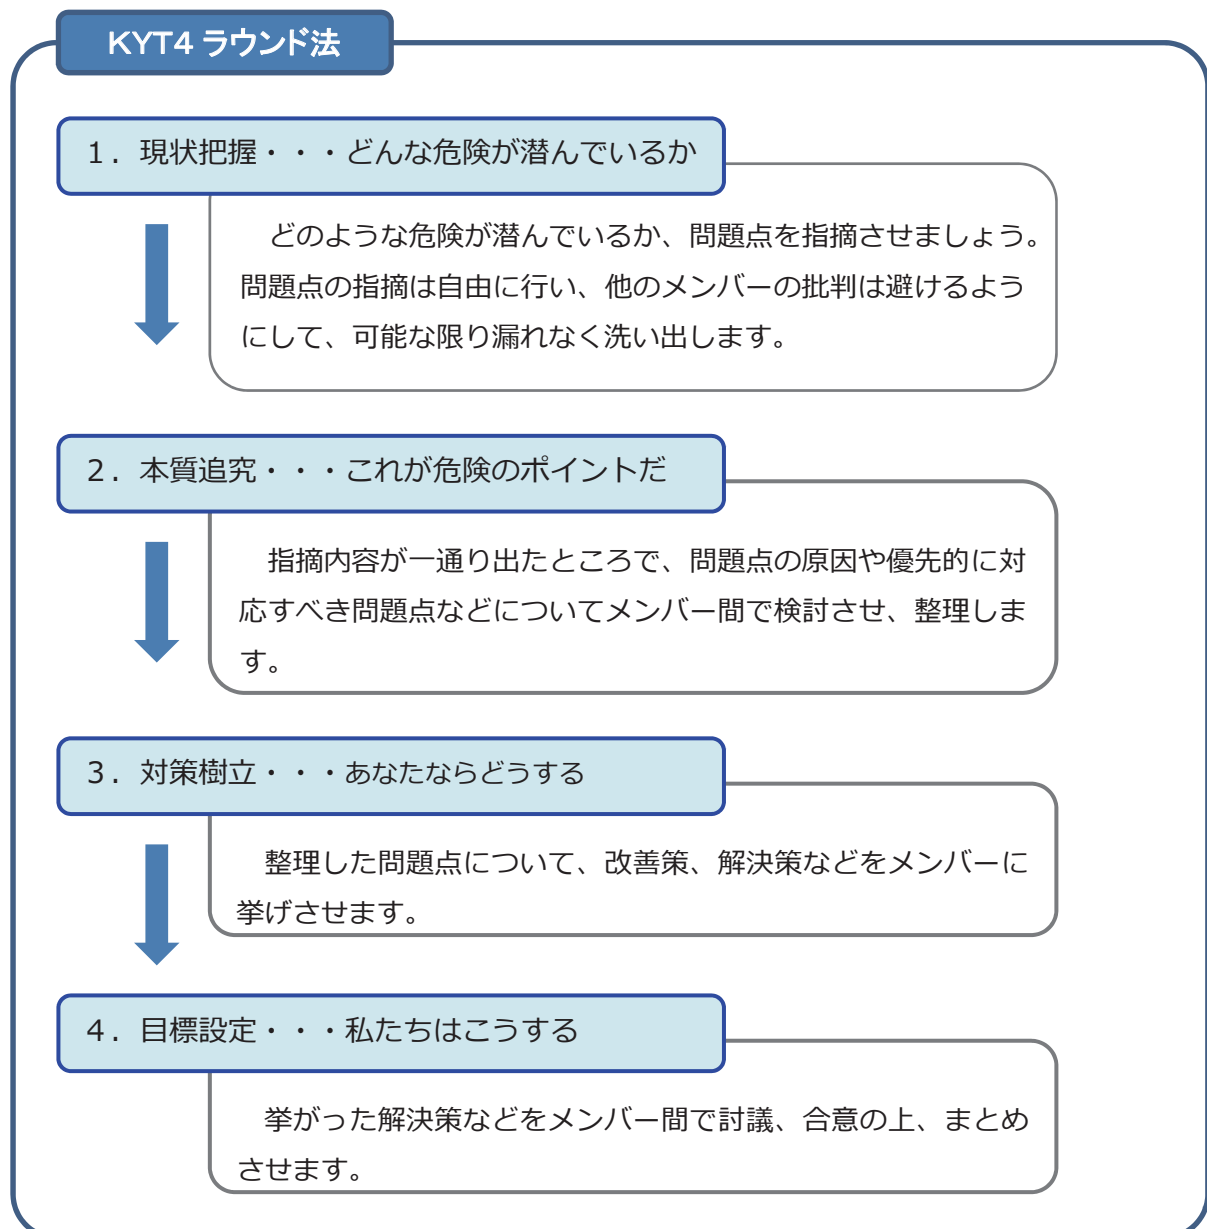 KYT4 ラウンド法
１．現状把握・・・どんな危険が潜んでいるか
どのような危険が潜んでいるか、問題点を指摘させましょう。
問題点の指摘は自由に行い、他のメンバーの批判は避けるよう
にして、可能な限り漏れなく洗い出します。
２．本質追究・・・これが危険のポイントだ
指摘内容が一通り出たところで、問題点の原因や優先的に対
応すべき問題点などについてメンバー間で検討させ、整理しま
す。
３．対策樹立・・・あなたならどうする
整理した問題点について、改善策、解決策などをメンバーに
挙げさせます。
４．目標設定・・・私たちはこうする
挙がった解決策などをメンバー間で討議、合意の上、まとめ
させます。